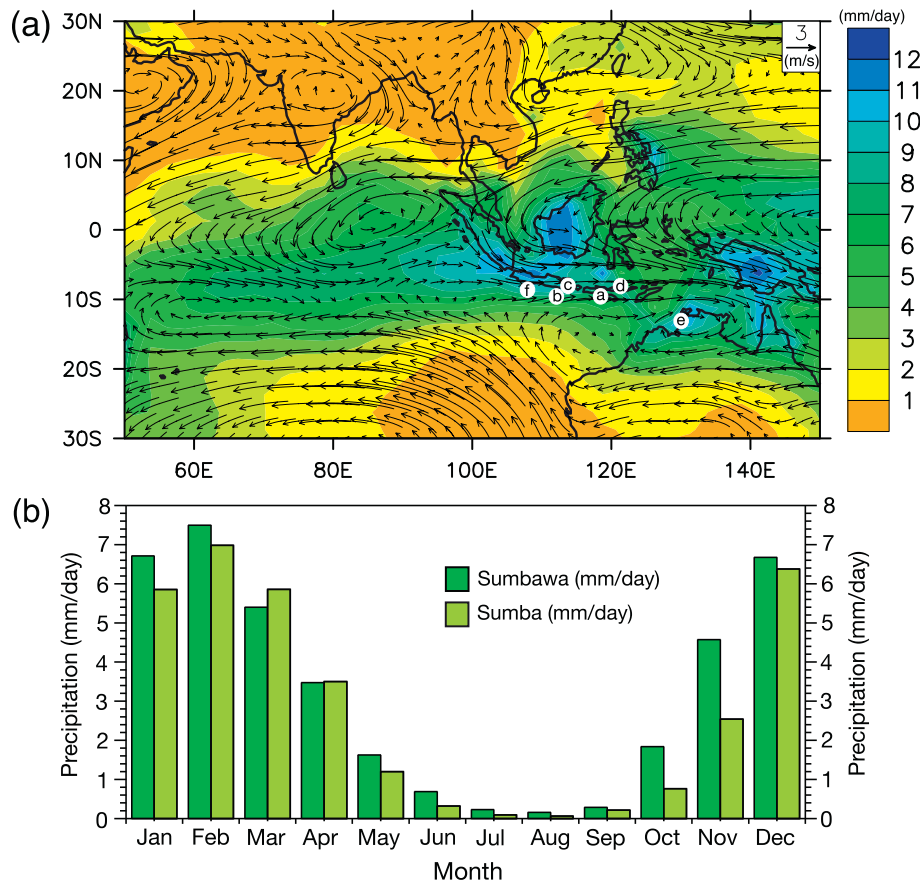 (a)
30N
20N
10N
0
10S
20S
30S
60E
80E
100E
120E
140E
3
(m/s)
f
b
c
a
d
e
(mm/day)
12
11
10
9
8
7
6
5
4
3
2
1
(b)
Precipitation (mm/day)
8
7
6
5
4
3
2
1
0
Sumbawa (mm/day)
Sumba (mm/day)
8
7
6
5
4
3
2
1
0
Precipitation (mm/day)
Jan Feb Mar Apr May Jun Jul Aug Sep Oct Nov Dec
Month